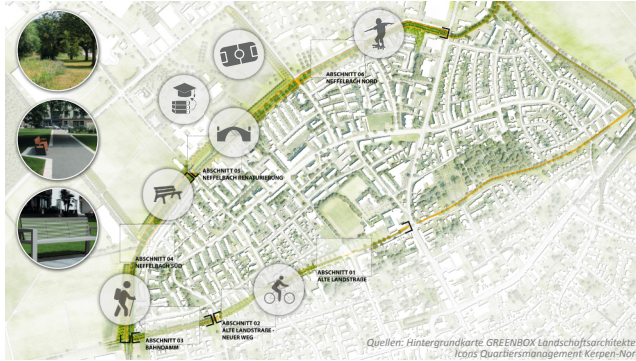 ABSCHNITT 06
NEFFELBACH NORD
ABSCHNITT 05
NEFFELBACH RENATURIERUNG
ABSCHNITT 04
NEFFELBACH SÜD
ABSCHNITT 01
ALTE LANDSTRAßE
ABSCHNITT 02
ALTE LANDSTRAßE -
NEUER WEG
ABSCHNITT 03
BAHNDAMM
Quellen: Hintergrundkarte GREENBOX Landschaftsarchitekte
Icons Quartiersmanagement Kerpen-Nor